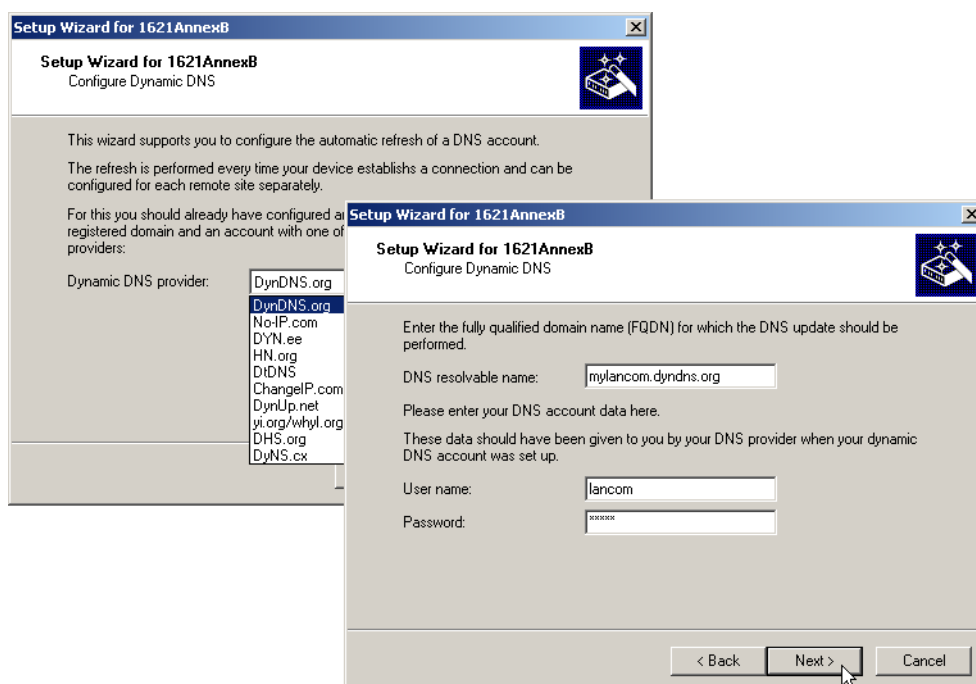 Setup Wizard for 1621AnnexB
Setup Wizard for 1621AnnexB
Configure Dynamic DNS
This wizard supports you to configure the automatic refresh of a DNS account.
The refresh is performed every time your device establishs a connection and can be
configured for each remote site separately.
For this you should already have configured
registered domain and an account with one of
providers:
Dynamic DNS provider:
DynDNS.org
DynDNS.org
No-IP.com
DYN.ee
HN.org
DtDNS
ChangeIP.com
DynUp.net
yi.org/whyI.org
DHS.org
DyNS.cx
Setup Wizard for 1621AnnexB
Setup Wizard for 1621AnnexB
Configure Dynamic DNS
Enter the fully qualified domain name (FQDN) for which the DNS update should be
performed.
DNS resolvable name: mylancom.dyndns.org
Please enter your DNS account data here.
These data should have been given to you by your DNS provider when your dynamic
DNS account was set up.
User name: lancom
Password: xxxxx
< Back Next > Cancel